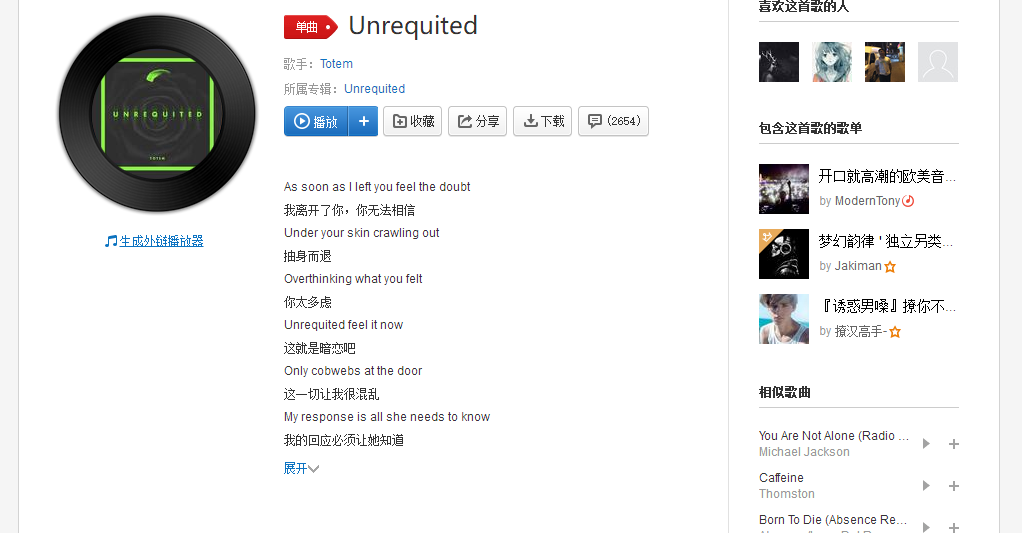 UNREQUITED
TOTEM
生成外链播放器
单曲
Unrequited
歌手：Totem
所属专辑：Unrequited
播放
+
收藏
分享
下载
(2654)
As soon as I left you feel the doubt
我离开了你，你无法相信
Under your skin crawling out
抽身而退
Overthinking what you felt
你太多虑
Unrequited feel it now
这就是暗恋吧
Only cobwebs at the door
这一切让我很混乱
My response is all she needs to know
我的回应必须让她知道
展开
喜欢这首歌的人
包含这首歌的歌单
开口就高潮的欧美音...
by ModernTony
梦幻韵律 ' 独立另类...
by Jakiman
『诱惑男嗓』撩你不...
by 撩汉高手-
相似歌曲
You Are Not Alone (Radio ...
Michael Jackson
Caffeine
Thomston
Born To Die (Absence Re...